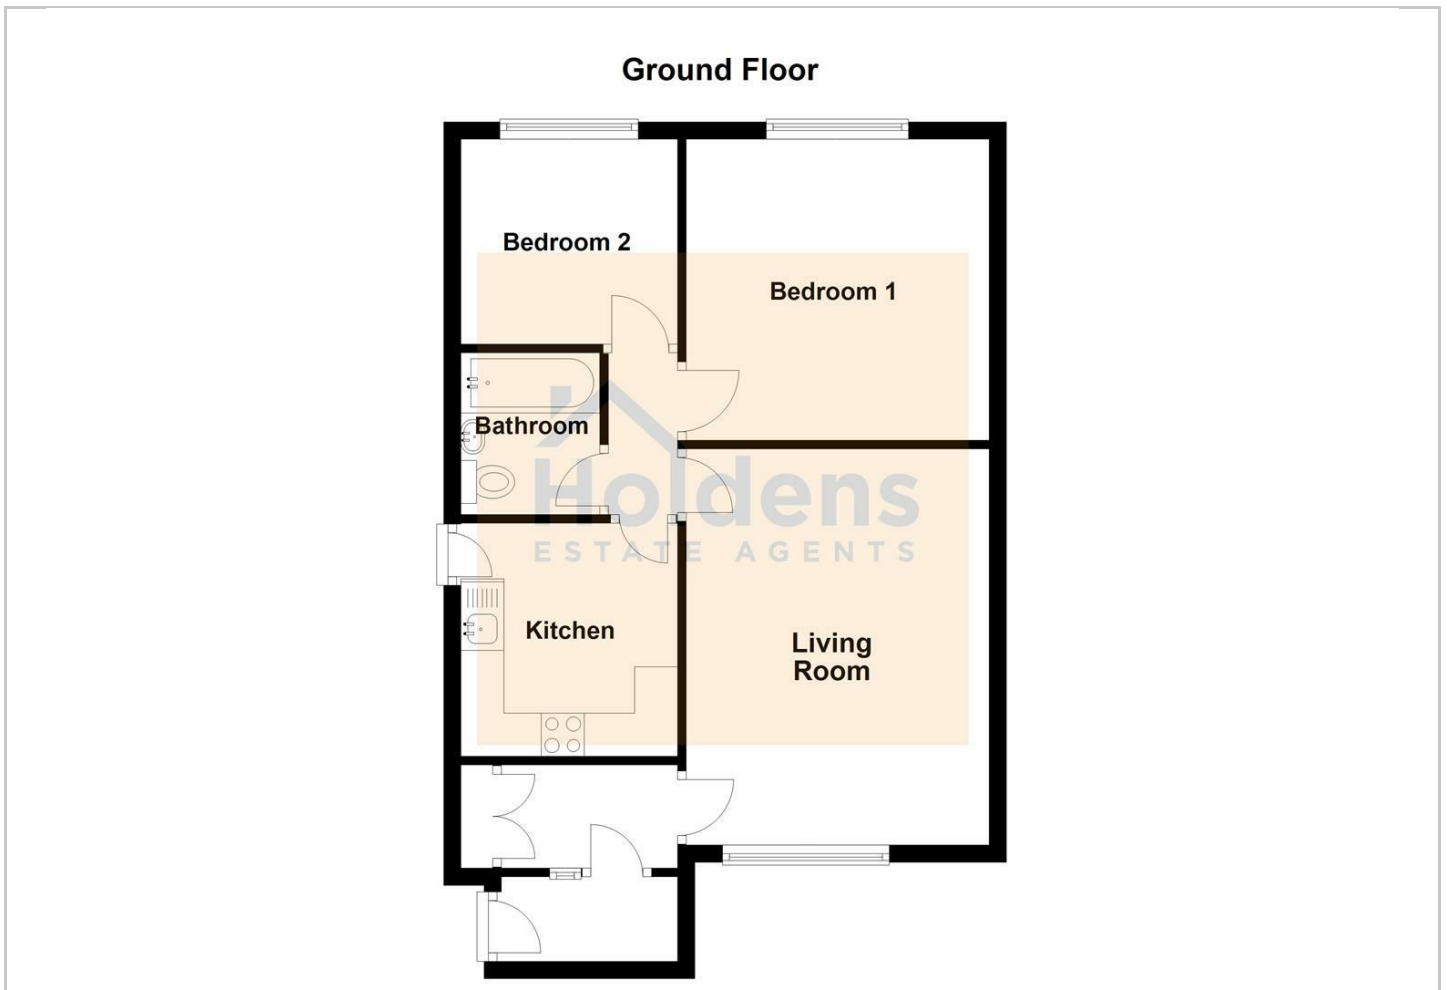 Ground Floor
Bedroom 2
Bedroom 1
Bathroom
Holdens
ESTATE AGENTS
Kitchen
Living
Room